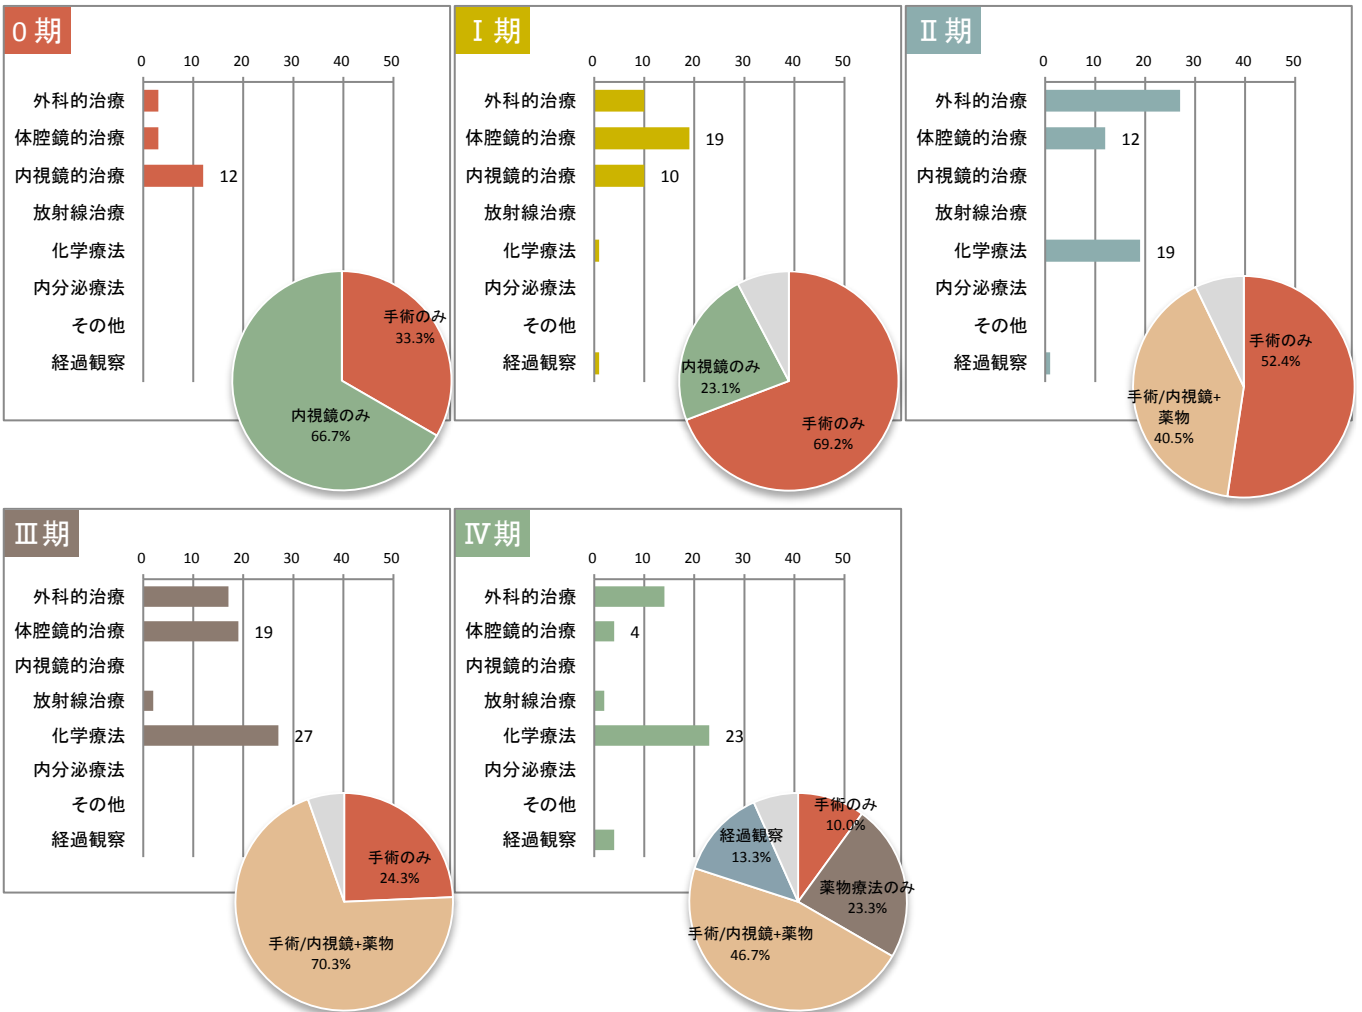 0期
0 10 20 30 40 50
外科的治療
体腔鏡的治療
内視鏡的治療 12
放射線治療
化学療法
内分泌療法
その他
経過観察
手術のみ
33.3%
内視鏡のみ
66.7%
Ⅰ期
0 10 20 30 40 50
外科的治療
体腔鏡的治療 19
内視鏡的治療 10
放射線治療
化学療法
内分泌療法
その他
経過観察
内視鏡のみ
23.1%
手術のみ
69.2%
Ⅱ期
0 10 20 30 40 50
外科的治療
体腔鏡的治療 12
内視鏡的治療
放射線治療
化学療法 19
内分泌療法
その他
経過観察
手術のみ
52.4%
手術/内視鏡+
薬物
40.5%
Ⅲ期
0 10 20 30 40 50
外科的治療
体腔鏡的治療 19
内視鏡的治療
放射線治療
化学療法 27
内分泌療法
その他
経過観察
手術のみ
24.3%
手術/内視鏡+薬物
70.3%
Ⅳ期
0 10 20 30 40 50
外科的治療
体腔鏡的治療 4
内視鏡的治療
放射線治療
化学療法 23
内分泌療法
その他
経過観察
手術のみ
10.0%
経過観察
13.3%
薬物療法のみ
23.3%
手術/内視鏡+薬物
46.7%